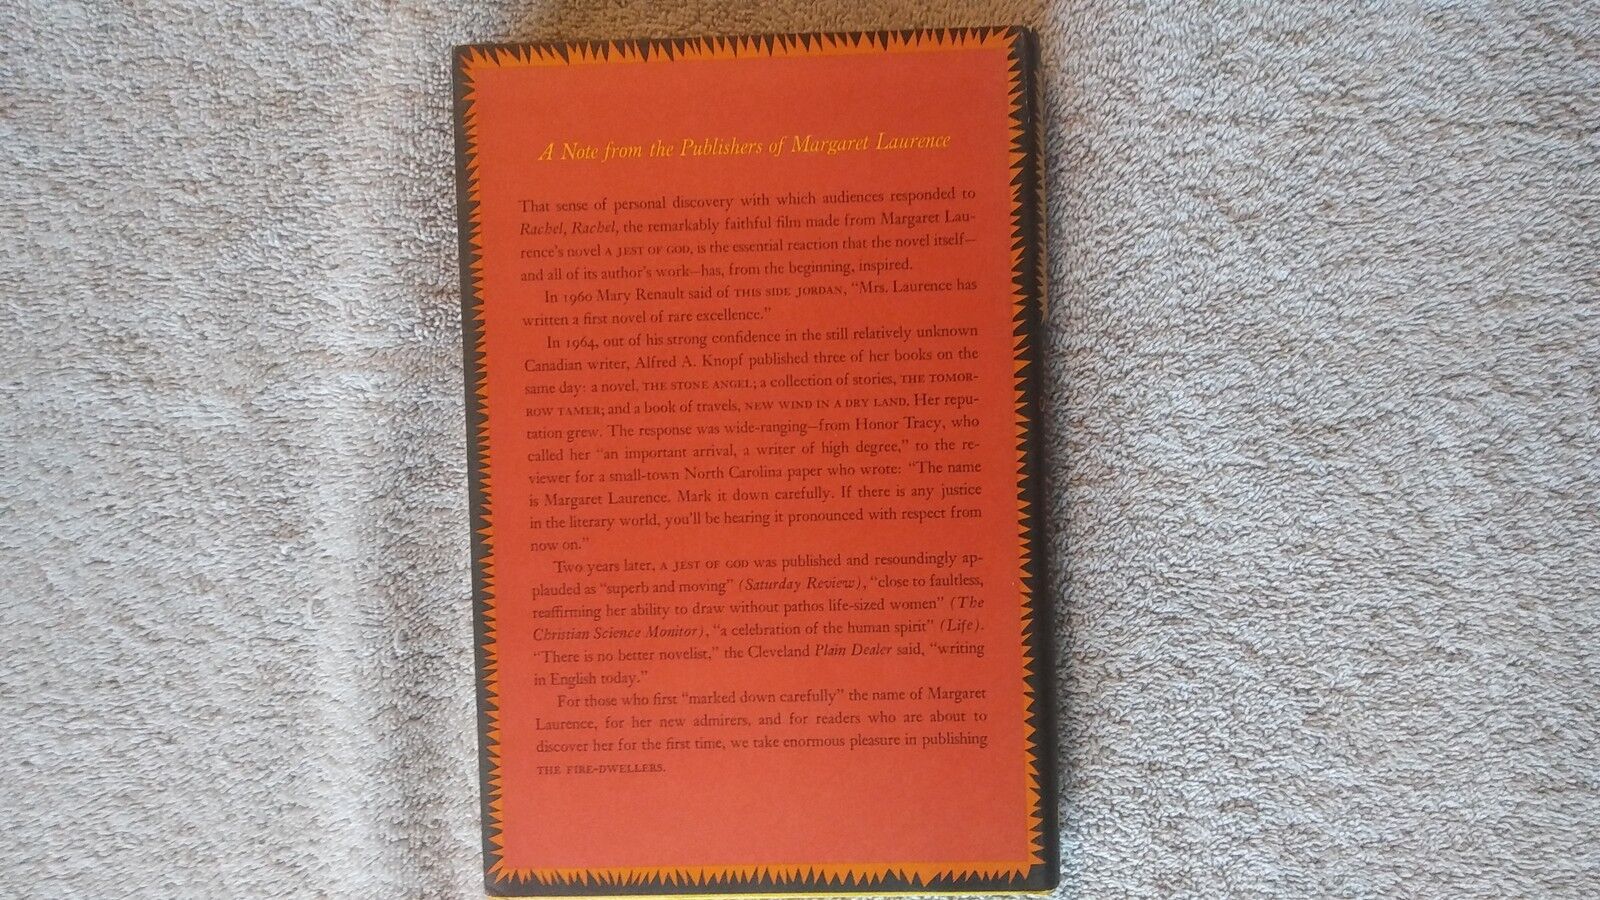 A Note from the Publishers of Margaret Laurence
That sense of personal discovery with which audiences responded to
Rachel, Rachel, the remarkably faithful film made from Margaret Lau-
rence's novel A JEST OF GOD, is the essential reaction that the novel itself—
and all of its author's work—has, from the beginning, inspired.
In 1960 Mary Renault said of THIS SIDE JORDAN, “Mrs. Laurence has
written a first novel of rare excellence.”
In 1964, out of his strong confidence in the still relatively unknown
Canadian writer, Alfred A. Knopf published three of her books on the
same day: a novel, THE STONE ANGEL; a collection of stories, THE TOMOR-
ROW TAMER; and a book of travels, NEW WIND IN A DRY LAND. Her repu-
tation grew. The response was wide-ranging—from Honor Tracy, who
called her “an important arrival, a writer of high degree,” to the re-
viewer for a small-town North Carolina paper who wrote: “The name
is Margaret Laurence. Mark it down carefully. If there is any justice
in the literary world, you'll be hearing it pronounced with respect from
now on.”
Two years later, A JEST OF GOD was published and resoundingly ap-
plauded as “superb and moving” (Saturday Review), “close to faultless,
reaffirming her ability to draw without pathos life-sized women” (The
Christian Science Monitor), “a celebration of the human spirit” (Life).
“There is no better novelist,” the Cleveland Plain Dealer said, “writing
in English today.”
For those who first “marked down carefully” the name of Margaret
Laurence, for her new admirers, and for readers who are about to
discover her for the first time, we take enormous pleasure in publishing
THE FIRE-DWELLERS.